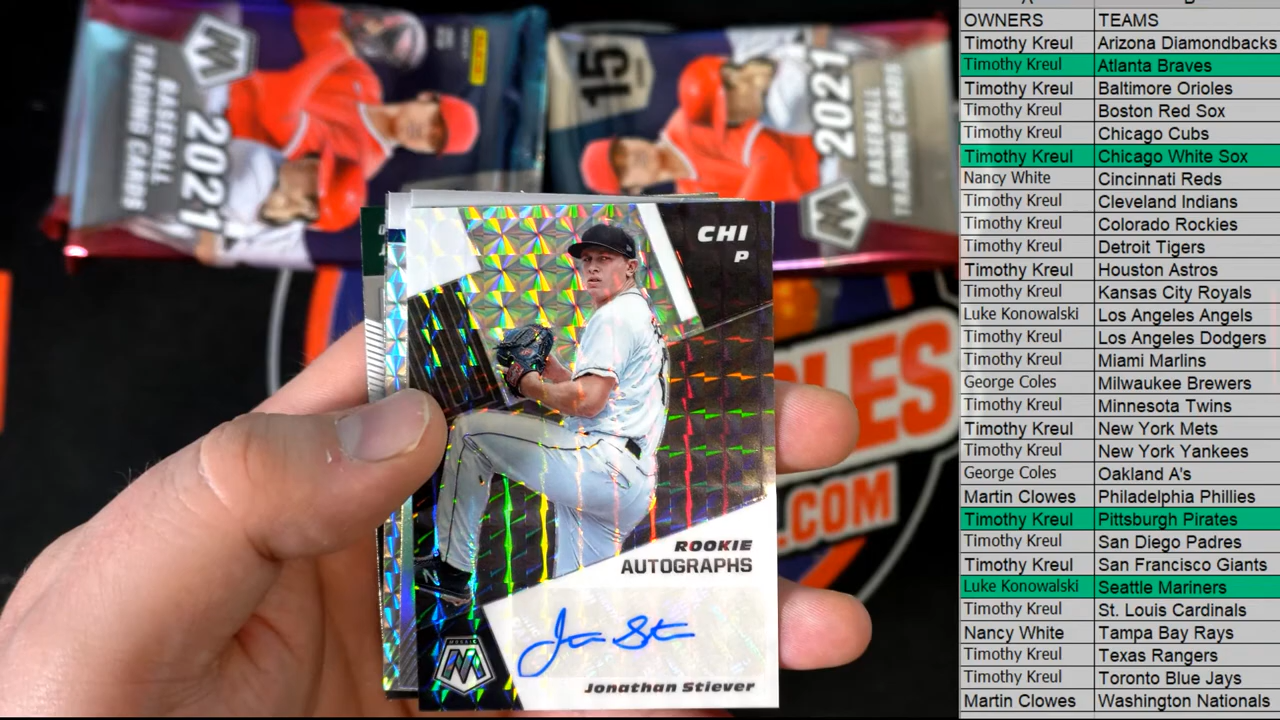 2021
BASEBALL
TRADING CARDS
PANINI
15
2021
BASEBALL
TRADING CARDS
CHI
P
ROOKIE
AUTOGRAPHS
MOSAIC
Jonathan Stiever
.COM
OWNERS TEAMS
Timothy Kreul Arizona Diamondbacks
Timothy Kreul Atlanta Braves
Timothy Kreul Baltimore Orioles
Timothy Kreul Boston Red Sox
Timothy Kreul Chicago Cubs
Timothy Kreul Chicago White Sox
Nancy White Cincinnati Reds
Timothy Kreul Cleveland Indians
Timothy Kreul Colorado Rockies
Timothy Kreul Detroit Tigers
Timothy Kreul Houston Astros
Timothy Kreul Kansas City Royals
Luke Konowalski Los Angeles Angels
Timothy Kreul Los Angeles Dodgers
Timothy Kreul Miami Marlins
George Coles Milwaukee Brewers
Timothy Kreul Minnesota Twins
Timothy Kreul New York Mets
Timothy Kreul New York Yankees
George Coles Oakland A's
Martin Clowes Philadelphia Phillies
Timothy Kreul Pittsburgh Pirates
Timothy Kreul San Diego Padres
Timothy Kreul San Francisco Giants
Luke Konowalski Seattle Mariners
Timothy Kreul St. Louis Cardinals
Nancy White Tampa Bay Rays
Timothy Kreul Texas Rangers
Timothy Kreul Toronto Blue Jays
Martin Clowes Washington Nationals